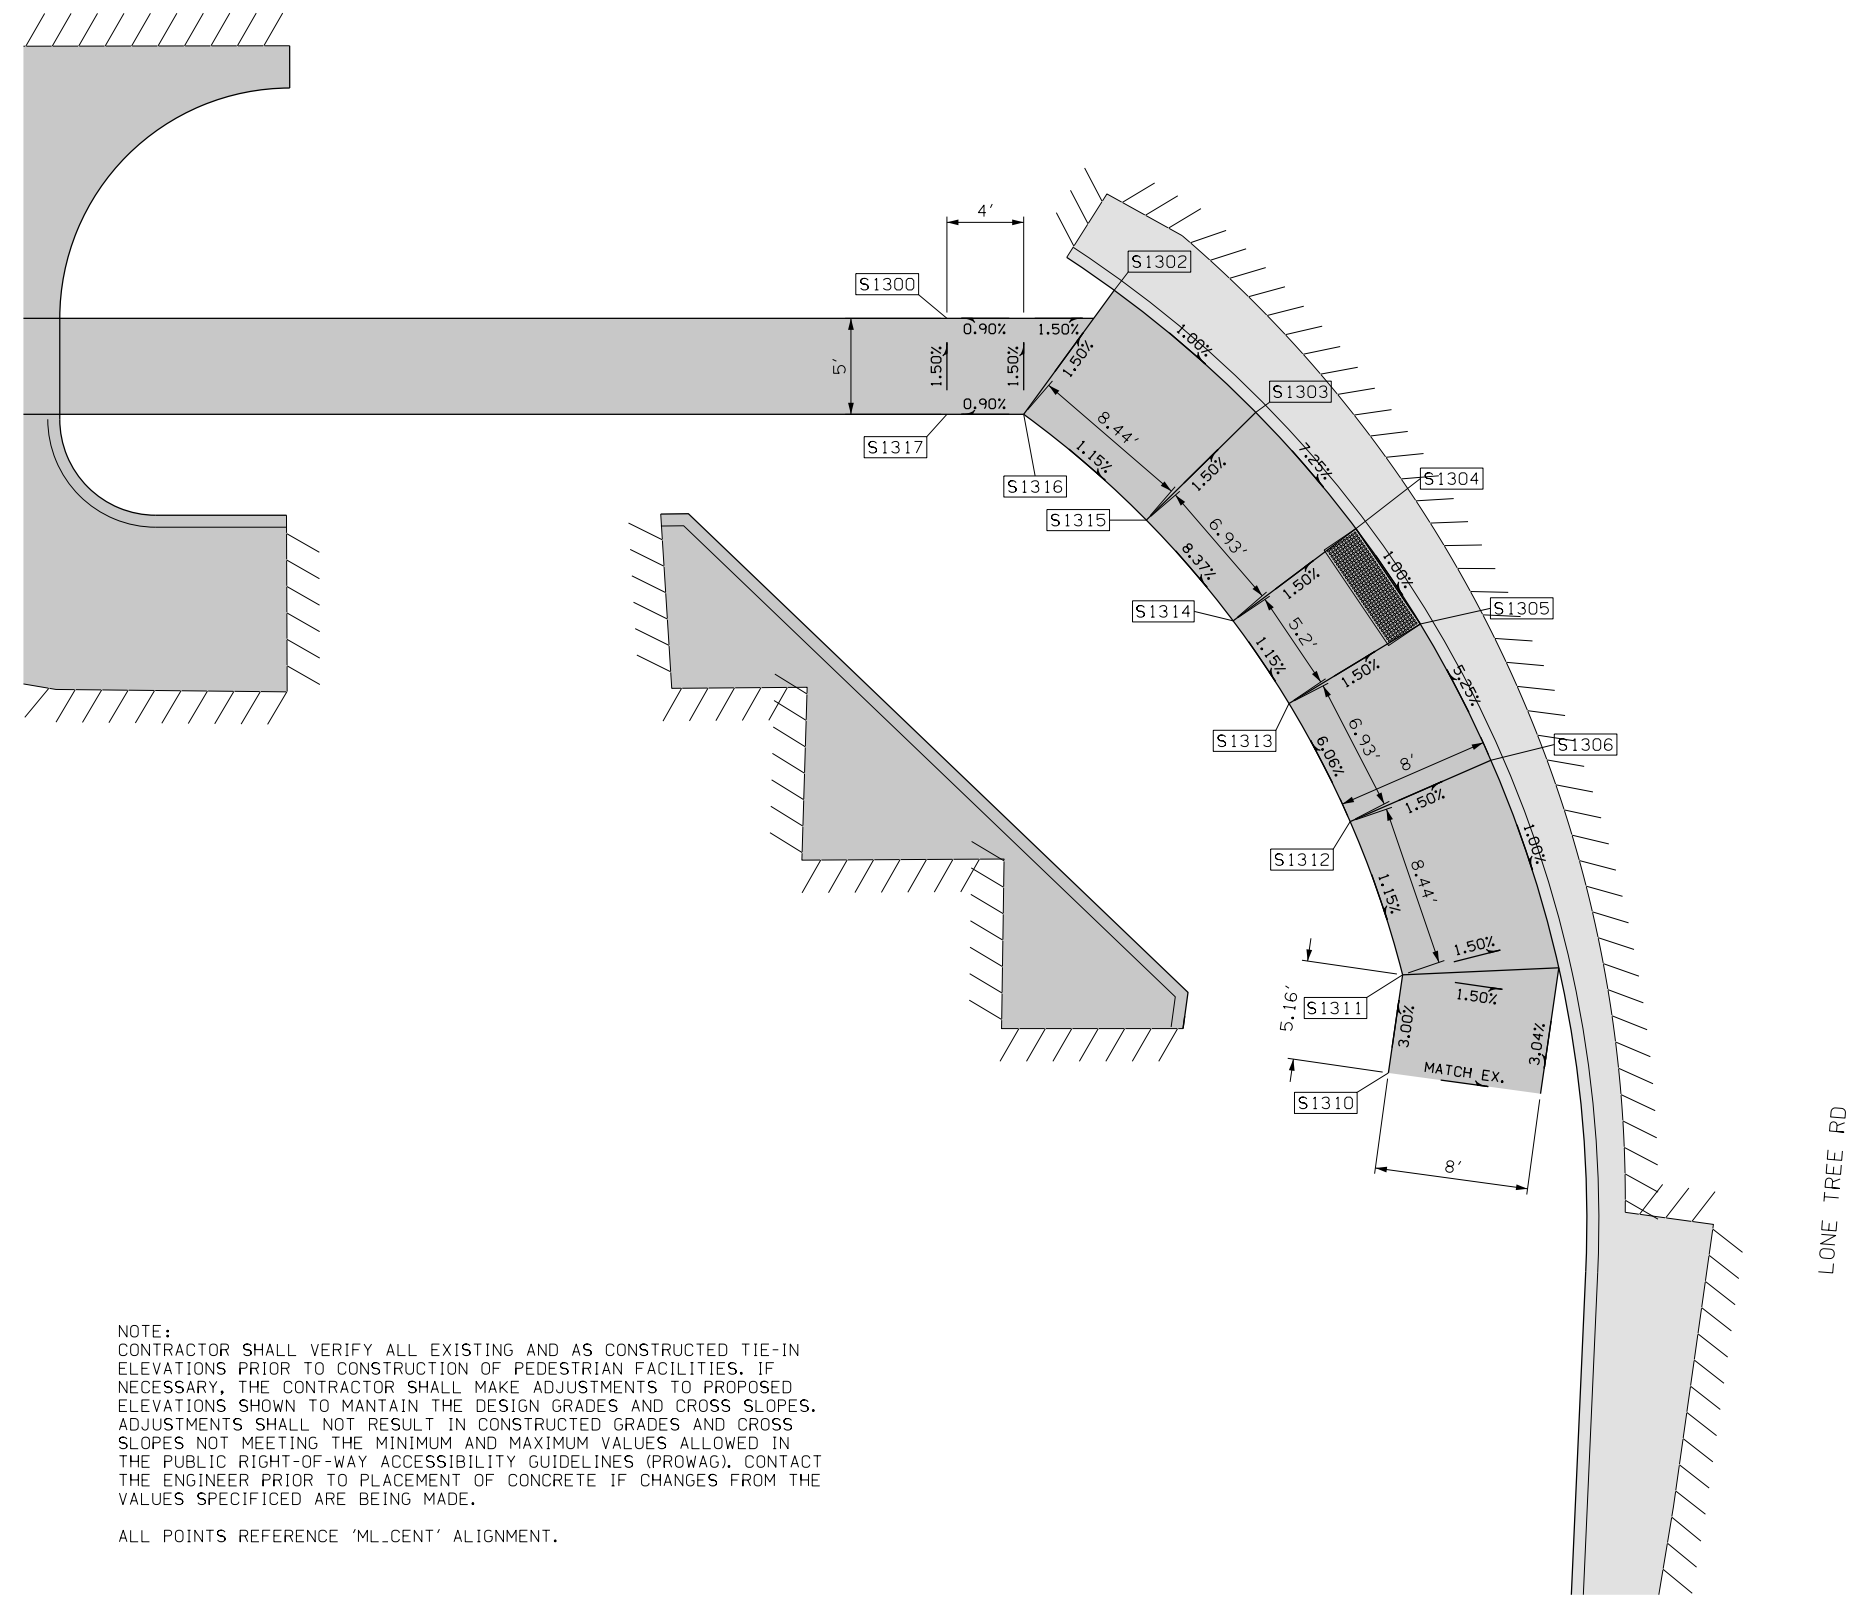 4'
S1302
S1300
0.90%
1.50%
1.00%
5'
1.50%
1.50%
1.50%
S1303
0.90%
8.44'
S1317
1.15%
1.50%
7.25%
S1304
S1316
S1315
6.93'
8.37%
1.50%
1.00%
S1305
S1314
5.2'
1.15%
1.50%
5.25%
S1313
6.93'
6.06%
8'
S1306
1.50%
S1312
1.00%
8.44'
1.15%
1.50%
1.50%
5.16'
S1311
3.00%
3.04%
MATCH EX.
S1310
8'
LONE TREE RD
NOTE:
CONTRACTOR SHALL VERIFY ALL EXISTING AND AS CONSTRUCTED TIE-IN
ELEVATIONS PRIOR TO CONSTRUCTION OF PEDESTRIAN FACILITIES. IF
NECESSARY, THE CONTRACTOR SHALL MAKE ADJUSTMENTS TO PROPOSED
ELEVATIONS SHOWN TO MANTAIN THE DESIGN GRADES AND CROSS SLOPES.
ADJUSTMENTS SHALL NOT RESULT IN CONSTRUCTED GRADES AND CROSS
SLOPES NOT MEETING THE MINIMUM AND MAXIMUM VALUES ALLOWED IN
THE PUBLIC RIGHT-OF-WAY ACCESSIBILITY GUIDELINES (PROWAG). CONTACT
THE ENGINEER PRIOR TO PLACEMENT OF CONCRETE IF CHANGES FROM THE
VALUES SPECIFICED ARE BEING MADE.
ALL POINTS REFERENCE 'ML_CENT' ALIGNMENT.